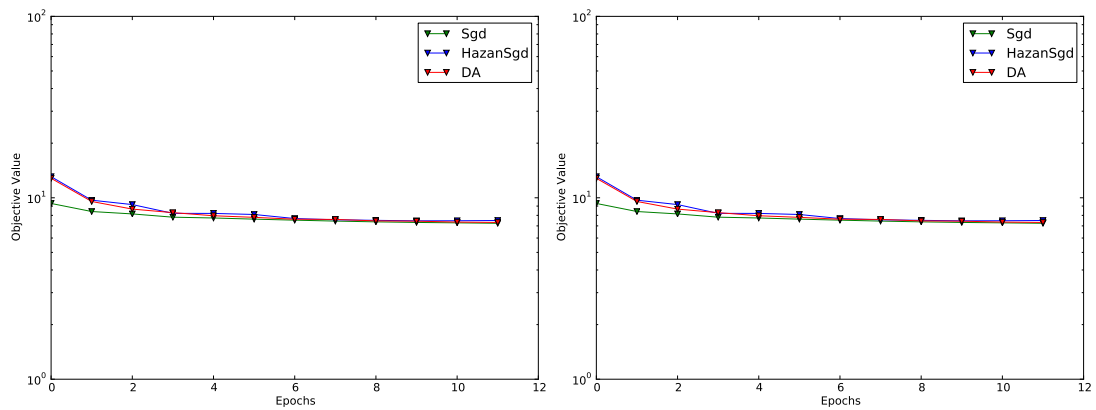 10²
Sgd
HazanSgd
DA
Objective Value
10¹
10⁰
0 2 4 6 8 10 12
Epochs
10²
Sgd
HazanSgd
DA
Objective Value
10¹
10⁰
0 2 4 6 8 10 12
Epochs